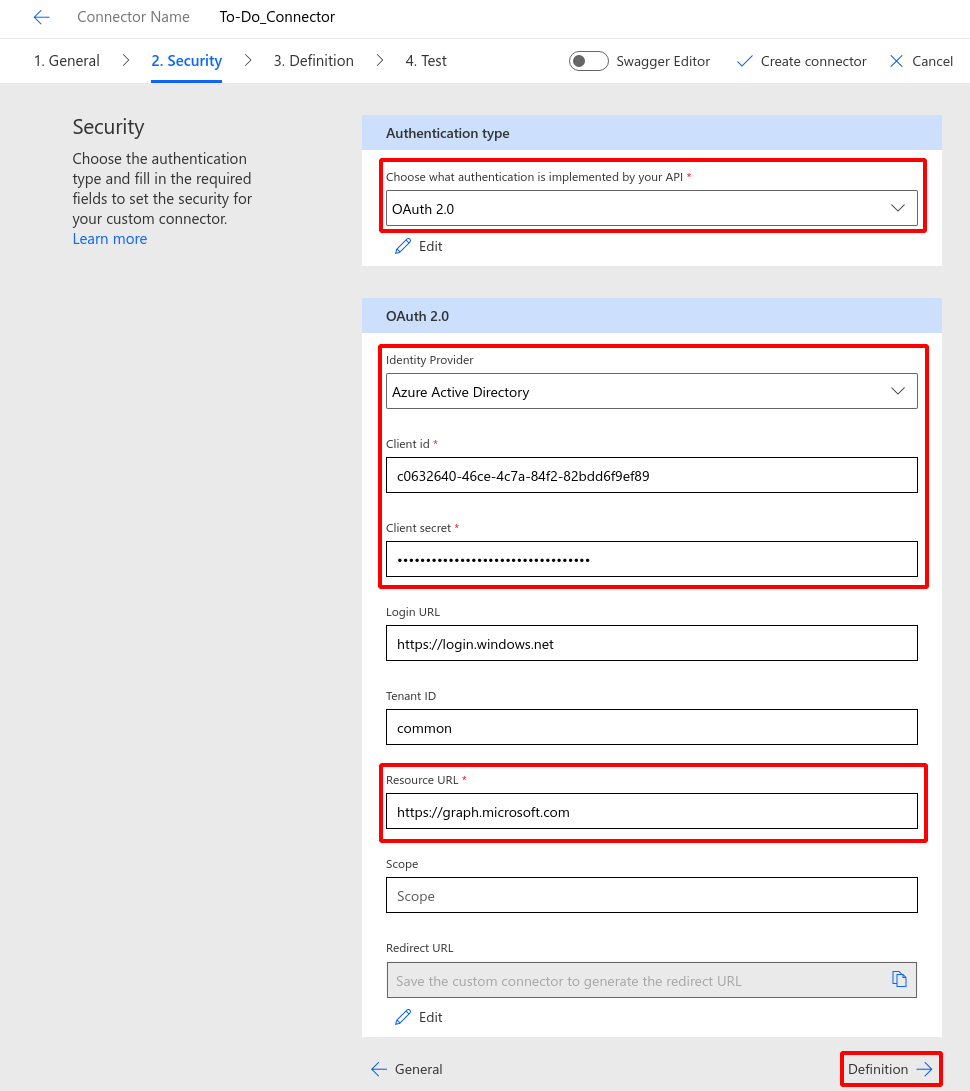 Connector Name To-Do_Connector
1. General 2. Security 3. Definition 4. Test Swagger Editor Create connector Cancel
Security
Choose the authentication
type and fill in the required
fields to set the security for
your custom connector.
Learn more
Authentication type
Choose what authentication is implemented by your API *
OAuth 2.0
Edit
OAuth 2.0
Identity Provider
Azure Active Directory
Client id *
c0632640-46ce-4c7a-84f2-82bdd6f9ef89
Client secret *
••••••••••••••••••••••••••••••••••
Login URL
https://login.windows.net
Tenant ID
common
Resource URL *
https://graph.microsoft.com
Scope
Scope
Redirect URL
Save the custom connector to generate the redirect URL
Edit
General
Definition